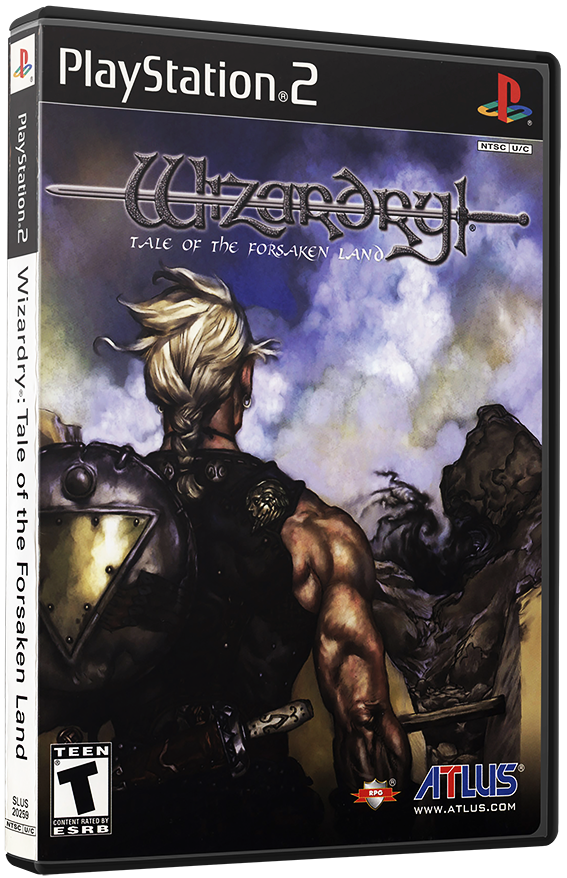 PlayStation®2
NTSC U/C
Wizardry®
TALE OF THE FORSAKEN LAND
TEEN
T
®
CONTENT RATED BY
ESRB
RPG
®
ATLUS®
WWW.ATLUS.COM
PlayStation®2
Wizardry®: Tale of the Forsaken Land
SLUS
20259
NTSC U/C